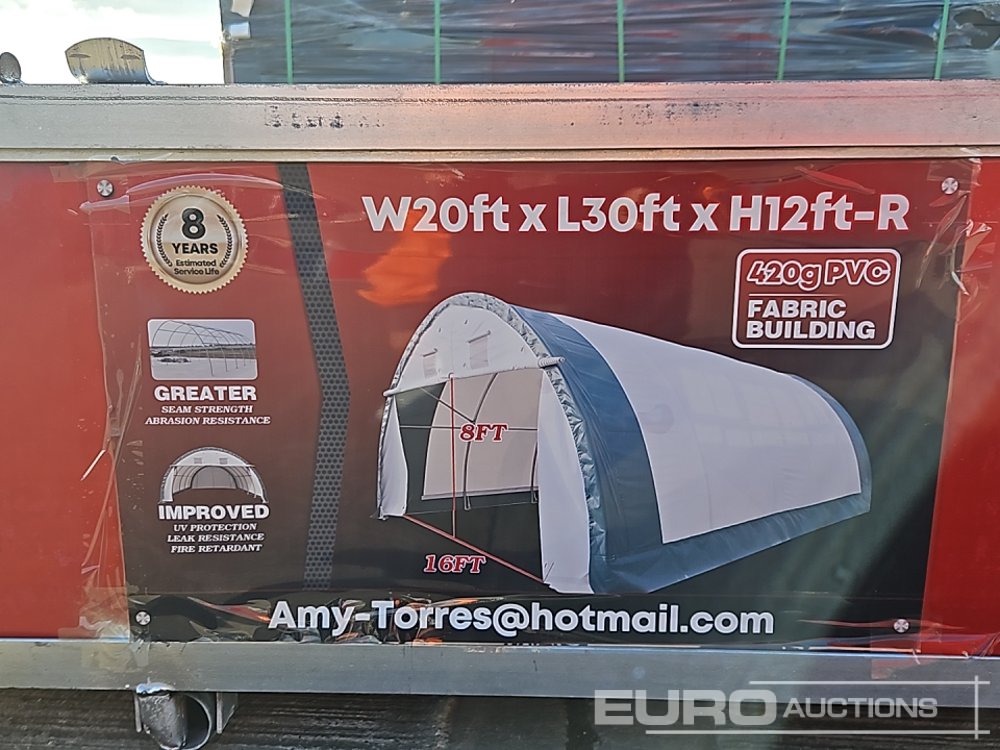 W20ft x L30ft x H12ft-R
8
YEARS
Estimated
Service Life
420g PVC
FABRIC
BUILDING
GREATER
SEAM STRENGTH
ABRASION RESISTANCE
8FT
IMPROVED
UV PROTECTION
LEAK RESISTANCE
FIRE RETARDANT
16FT
Amy-Torres@hotmail.com
EURO AUCTIONS